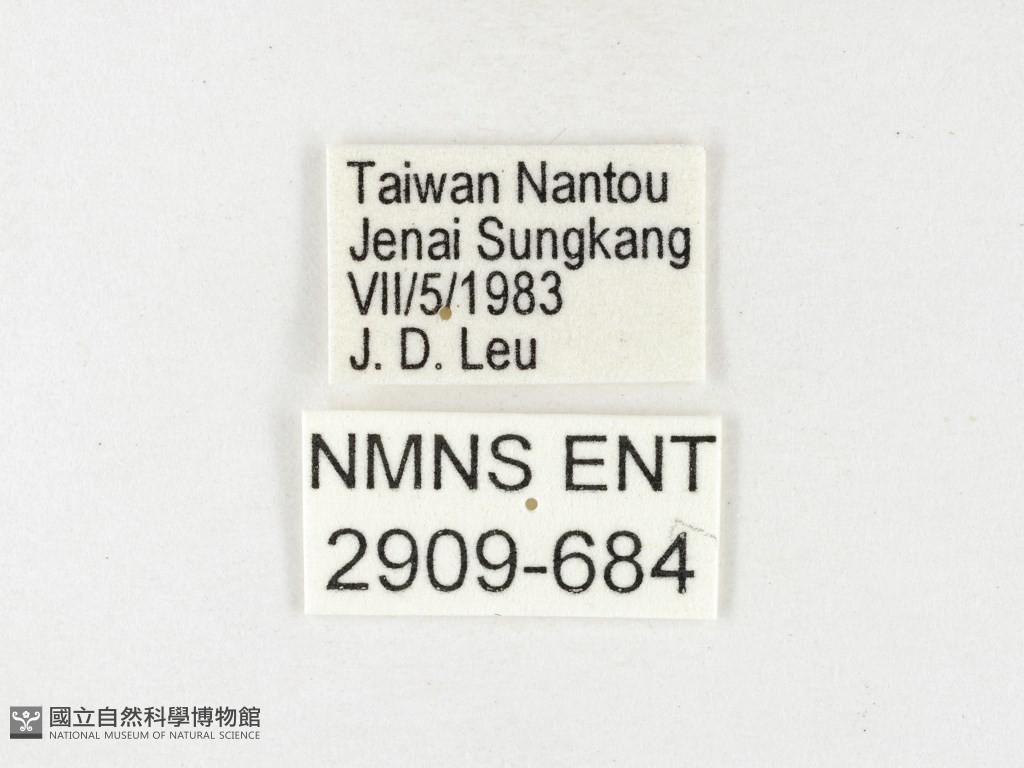 Taiwan Nantou
Jenai Sungkang
VII/5/1983
J. D. Leu
NMNS ENT
2909-684
國立自然科學博物館
NATIONAL MUSEUM OF NATURAL SCIENCE